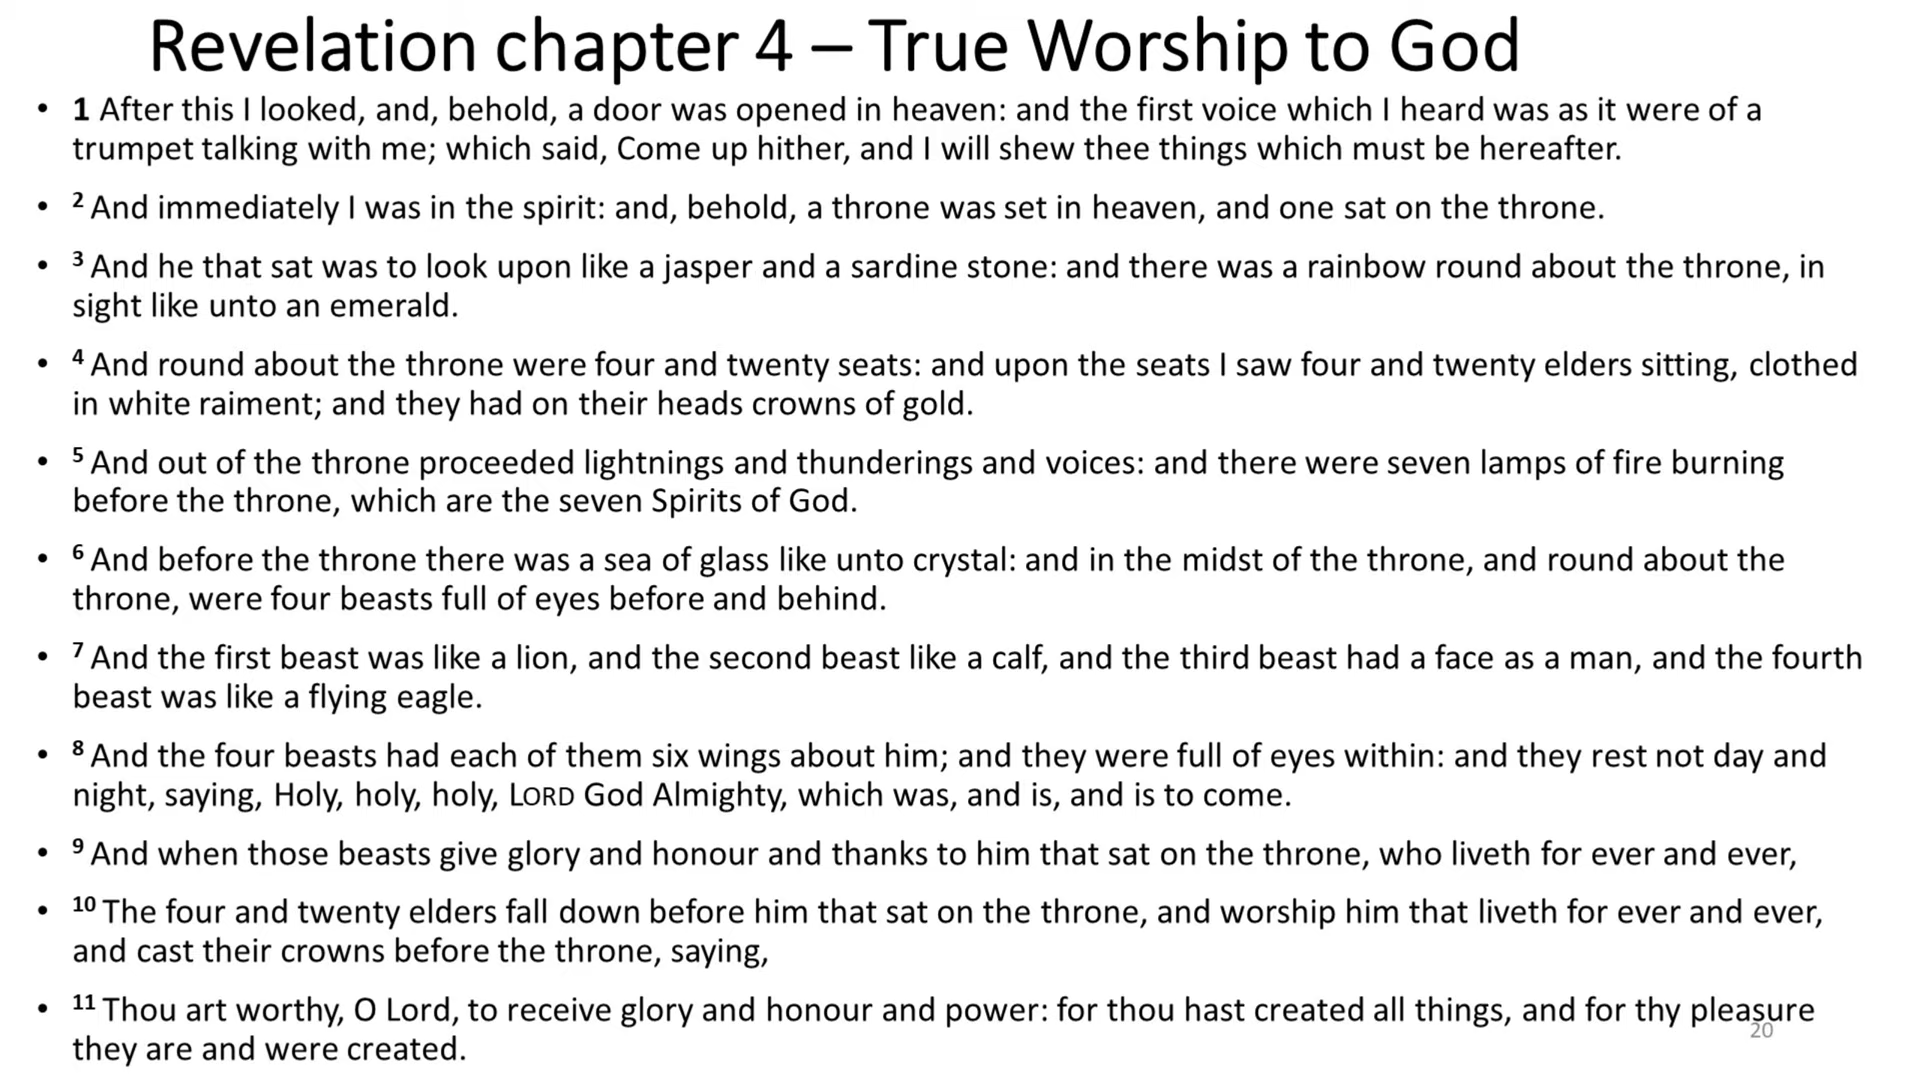 Revelation chapter 4 – True Worship to God
• 1 After this I looked, and, behold, a door was opened in heaven: and the first voice which I heard was as it were of a
trumpet talking with me; which said, Come up hither, and I will shew thee things which must be hereafter.
• 2 And immediately I was in the spirit: and, behold, a throne was set in heaven, and one sat on the throne.
• 3 And he that sat was to look upon like a jasper and a sardine stone: and there was a rainbow round about the throne, in
sight like unto an emerald.
• 4 And round about the throne were four and twenty seats: and upon the seats I saw four and twenty elders sitting, clothed
in white raiment; and they had on their heads crowns of gold.
• 5 And out of the throne proceeded lightnings and thunderings and voices: and there were seven lamps of fire burning
before the throne, which are the seven Spirits of God.
• 6 And before the throne there was a sea of glass like unto crystal: and in the midst of the throne, and round about the
throne, were four beasts full of eyes before and behind.
• 7 And the first beast was like a lion, and the second beast like a calf, and the third beast had a face as a man, and the fourth
beast was like a flying eagle.
• 8 And the four beasts had each of them six wings about him; and they were full of eyes within: and they rest not day and
night, saying, Holy, holy, holy, LORD God Almighty, which was, and is, and is to come.
• 9 And when those beasts give glory and honour and thanks to him that sat on the throne, who liveth for ever and ever,
• 10 The four and twenty elders fall down before him that sat on the throne, and worship him that liveth for ever and ever,
and cast their crowns before the throne, saying,
• 11 Thou art worthy, O Lord, to receive glory and honour and power: for thou hast created all things, and for thy pleasure
they are and were created.
20